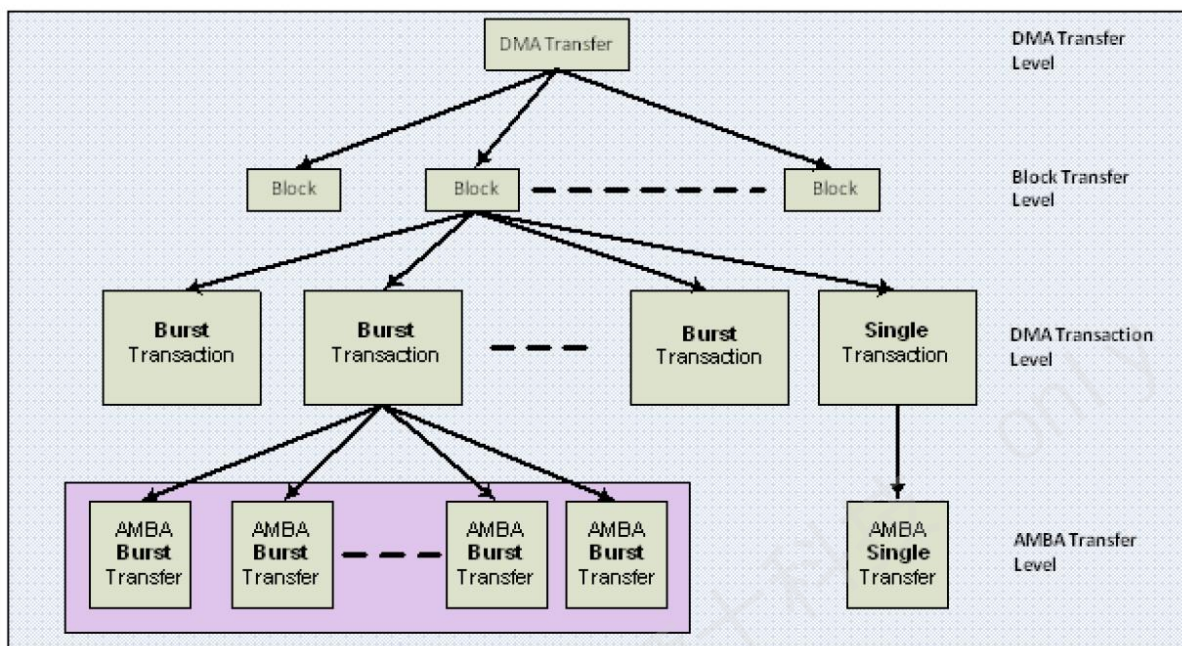 DMA Transfer
DMA Transfer
Level
Block
Block
Block
Block Transfer
Level
Burst
Transaction
Burst
Transaction
Burst
Transaction
Single
Transaction
DMA Transaction
Level
AMBA
Burst
Transfer
AMBA
Burst
Transfer
AMBA
Burst
Transfer
AMBA
Burst
Transfer
AMBA
Single
Transfer
AMBA Transfer
Level
only